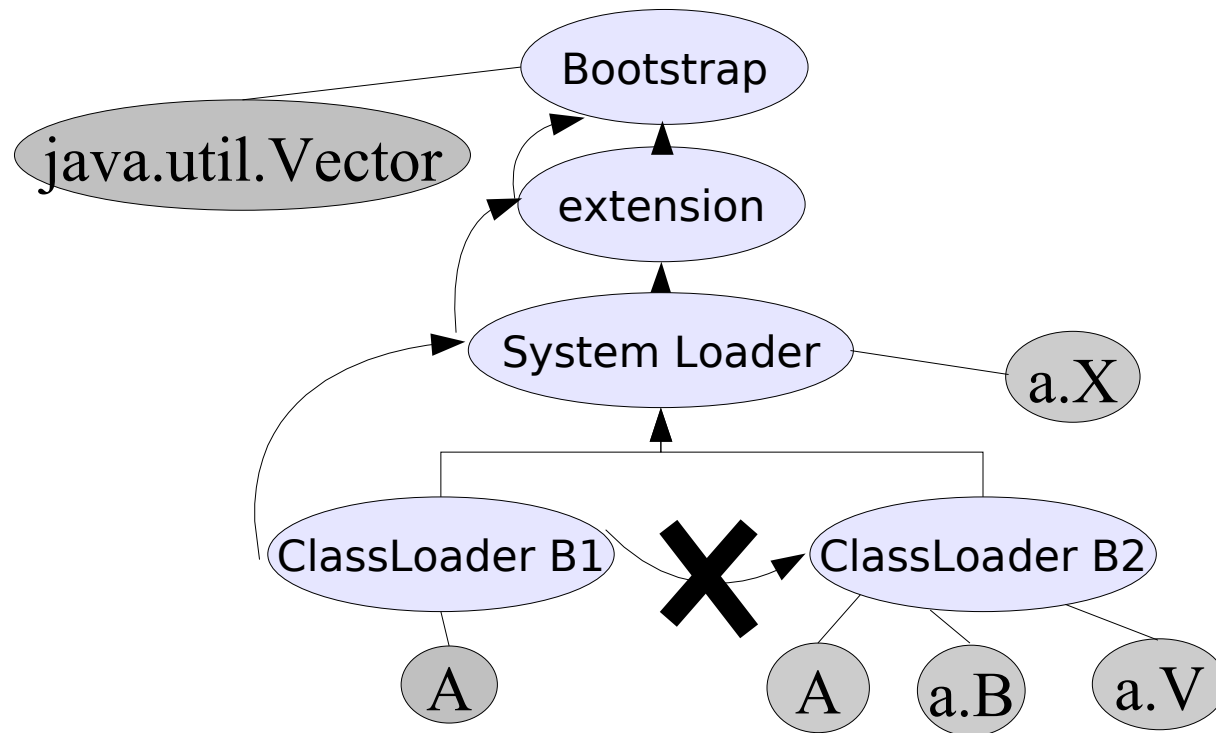 Bootstrap
java.util.Vector
extension
System Loader
a.X
ClassLoader B1
ClassLoader B2
A
A
a.B
a.V